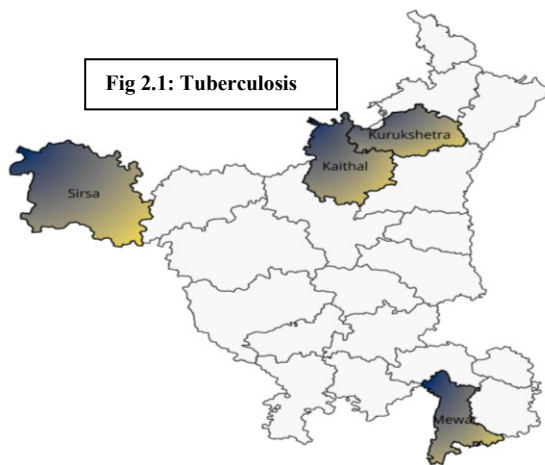 Fig 2.1: Tuberculosis
Kurukshetra
Kaithal
Sirsa
Mewat